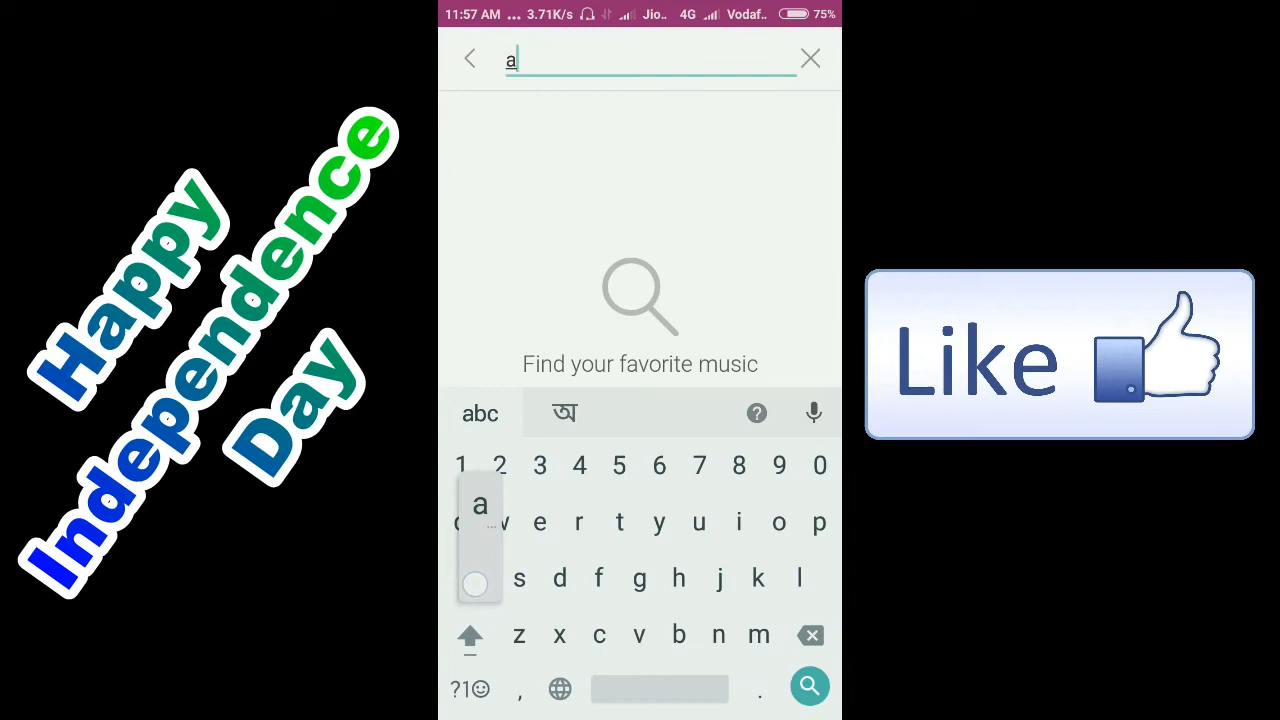 11:57 AM ... 3.71K/s Jio.. 4G Vodaf.. 75%
a
Find your favorite music
abc অ
1 2 3 4 5 6 7 8 9 0
a
e r t y u i o p
s d f g h j k l
z x c v b n m
?1☺ , .
Happy
Independence
Day
Like